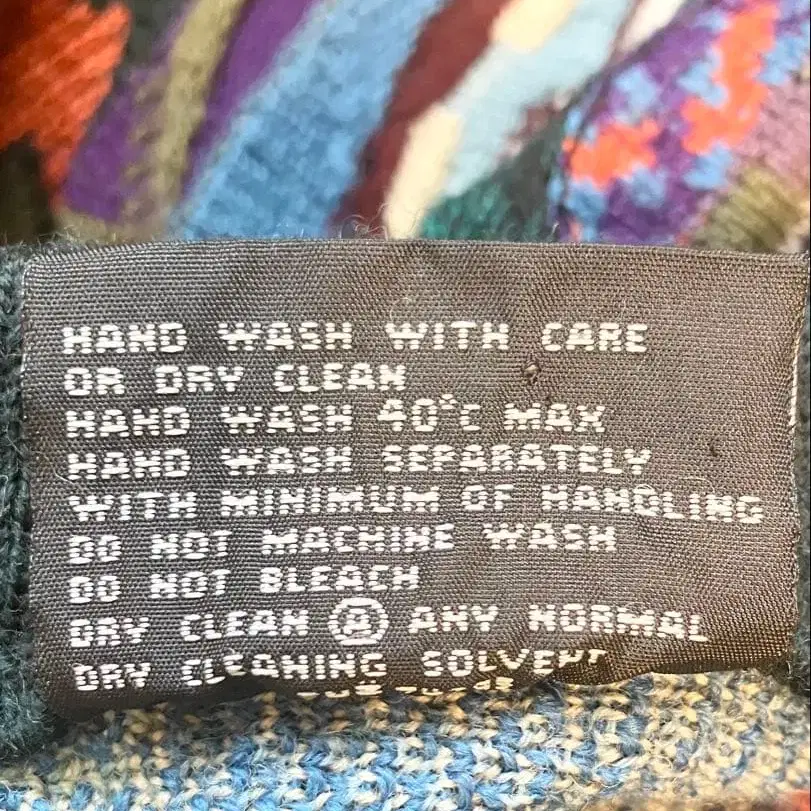 HAND WASH WITH CARE
OR DRY CLEAN
HAND WASH 40°C MAX
HAND WASH SEPARATELY
WITH MINIMUM OF HANDLING
DO NOT MACHINE WASH
DO NOT BLEACH
DRY CLEAN Ⓐ ANY NORMAL
DRY CLEANING SOLVENT